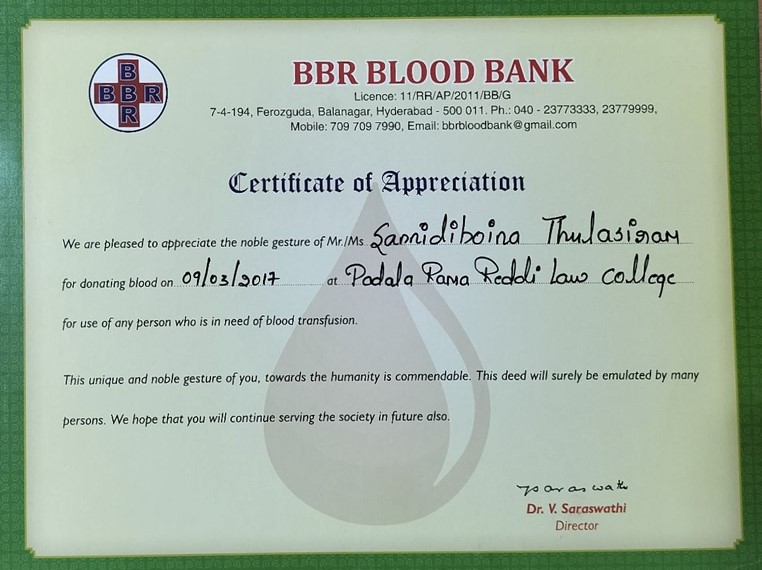 B
BBR
R
BBR BLOOD BANK
Licence: 11/RR/AP/2011/BB/G
7-4-194, Ferozguda, Balanagar, Hyderabad - 500 011. Ph.: 040 - 23773333, 23779999,
Mobile: 709 709 7990, Email: bbrbloodbank@gmail.com
Certificate of Appreciation
We are pleased to appreciate the noble gesture of Mr./Ms Sannidiboina Thulasiram
for donating blood on 09/03/2017 at Padala Rama Reddi Law College
for use of any person who is in need of blood transfusion.
This unique and noble gesture of you, towards the humanity is commendable. This deed will surely be emulated by many
persons. We hope that you will continue serving the society in future also.
Saraswathi
Dr. V. Saraswathi
Director